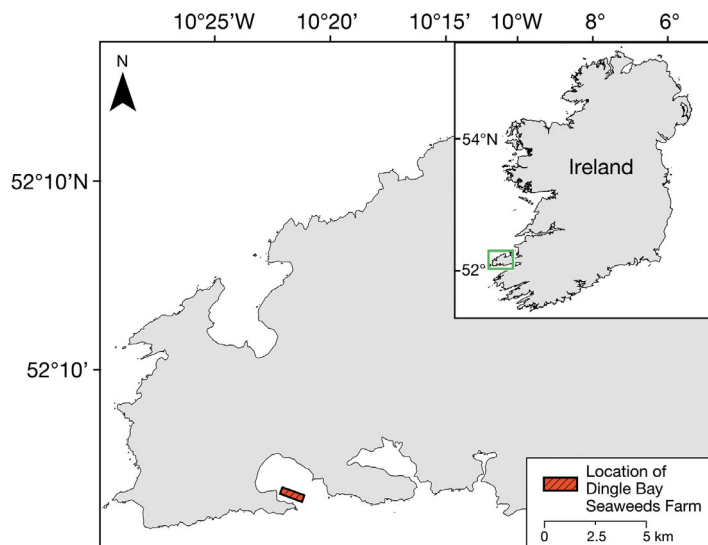 10°25'W 10°20' 10°15' 10°W 8° 6°
N
54°N
Ireland
52°10'N
52°
52°10'
Location of
Dingle Bay
Seaweeds Farm
0 2.5 5 km